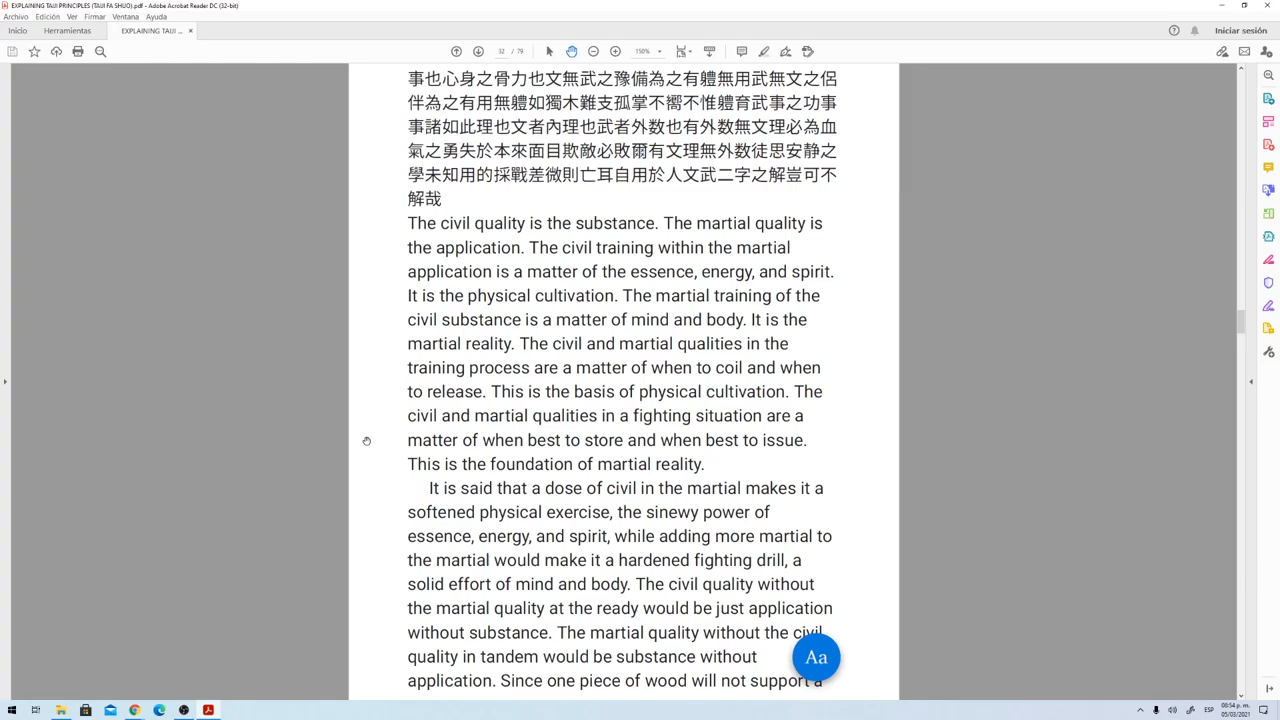 EXPLAINING TAIJI PRINCIPLES (TAIJI FA SHUO).pdf - Adobe Acrobat Reader DC (32-bit)
Archivo Edición Ver Firmar Ventana Ayuda
Inicio Herramientas EXPLAINING TAIJI ... × Iniciar sesión
32 / 79 150%
事也心身之骨力也文無武之豫備為之有軆無用武無文之侶
伴為之有用無軆如獨木難支孤掌不嚮不惟軆育武事之功事
事諸如此理也文者內理也武者外数也有外数無文理必為血
氣之勇失於本來面目欺敵必敗爾有文理無外数徒思安静之
學未知用的採戰差微則亡耳自用於人文武二字之解豈可不
解哉
The civil quality is the substance. The martial quality is
the application. The civil training within the martial
application is a matter of the essence, energy, and spirit.
It is the physical cultivation. The martial training of the
civil substance is a matter of mind and body. It is the
martial reality. The civil and martial qualities in the
training process are a matter of when to coil and when
to release. This is the basis of physical cultivation. The
civil and martial qualities in a fighting situation are a
matter of when best to store and when best to issue.
This is the foundation of martial reality.
It is said that a dose of civil in the martial makes it a
softened physical exercise, the sinewy power of
essence, energy, and spirit, while adding more martial to
the martial would make it a hardened fighting drill, a
solid effort of mind and body. The civil quality without
the martial quality at the ready would be just application
without substance. The martial quality without the civil
quality in tandem would be substance without
application. Since one piece of wood will not support a
Aa
ESP
00:54 p. m.
05/03/2021